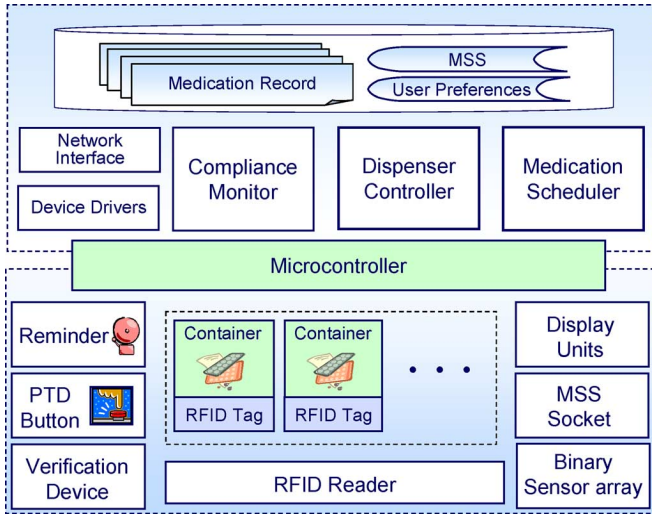 Medication Record
MSS
User Preferences
Network
Interface
Device Drivers
Compliance
Monitor
Dispenser
Controller
Medication
Scheduler
Microcontroller
Reminder
PTD
Button
Verification
Device
Container
RFID Tag
Container
RFID Tag
• • •
RFID Reader
Display
Units
MSS
Socket
Binary
Sensor array